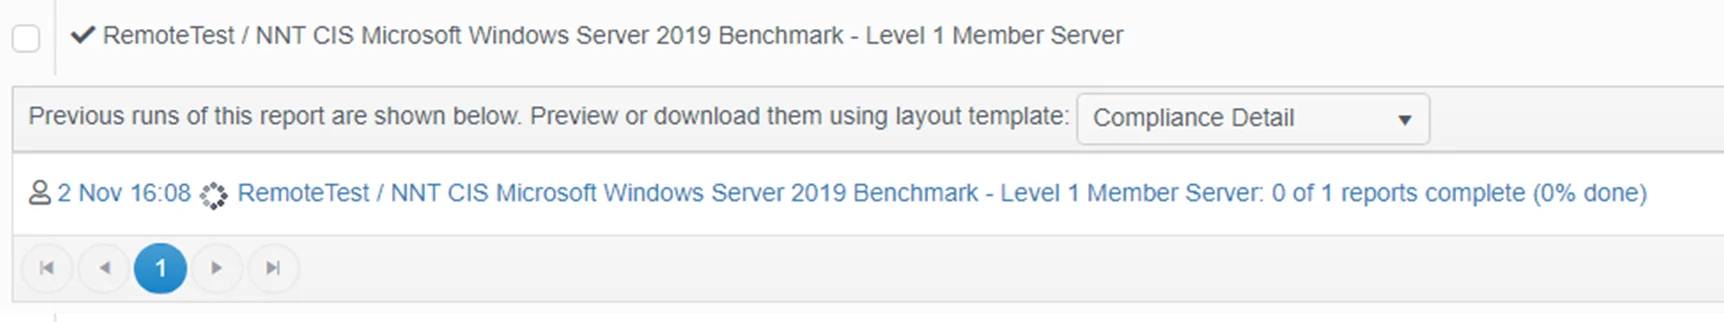 RemoteTest / NNT CIS Microsoft Windows Server 2019 Benchmark - Level 1 Member Server
Previous runs of this report are shown below. Preview or download them using layout template: Compliance Detail
2 Nov 16:08 RemoteTest / NNT CIS Microsoft Windows Server 2019 Benchmark - Level 1 Member Server: 0 of 1 reports complete (0% done)
1